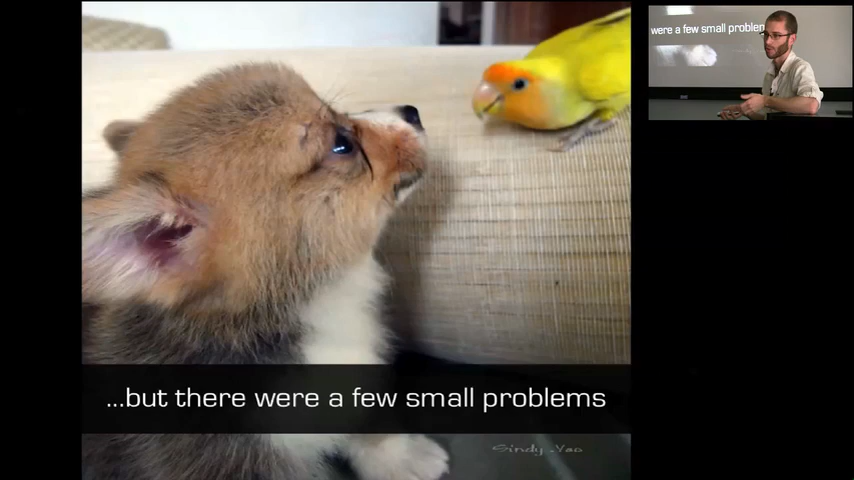 ...but there were a few small problems
Sindy.Yao
were a few small problem